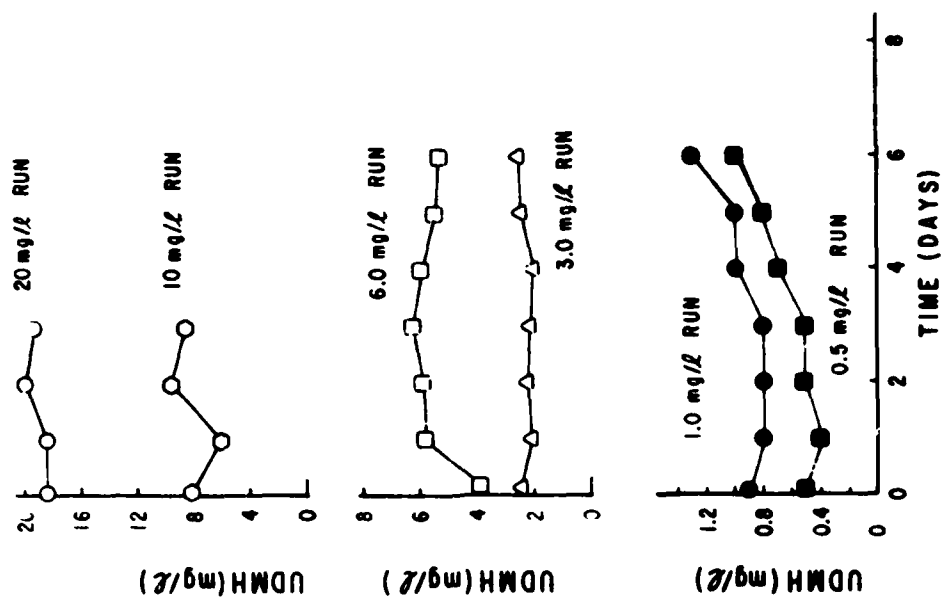 20 mg/ℓ RUN
10 mg/ℓ RUN
UDMH (mg/ℓ)
20
16
8
0
6.0 mg/ℓ RUN
3.0 mg/ℓ RUN
UDMH (mg/ℓ)
8
6
4
2
0
1.0 mg/ℓ RUN
0.5 mg/ℓ RUN
UDMH (mg/ℓ)
1.2
0.8
0.4
0
0 2 4 6 8
TIME (DAYS)